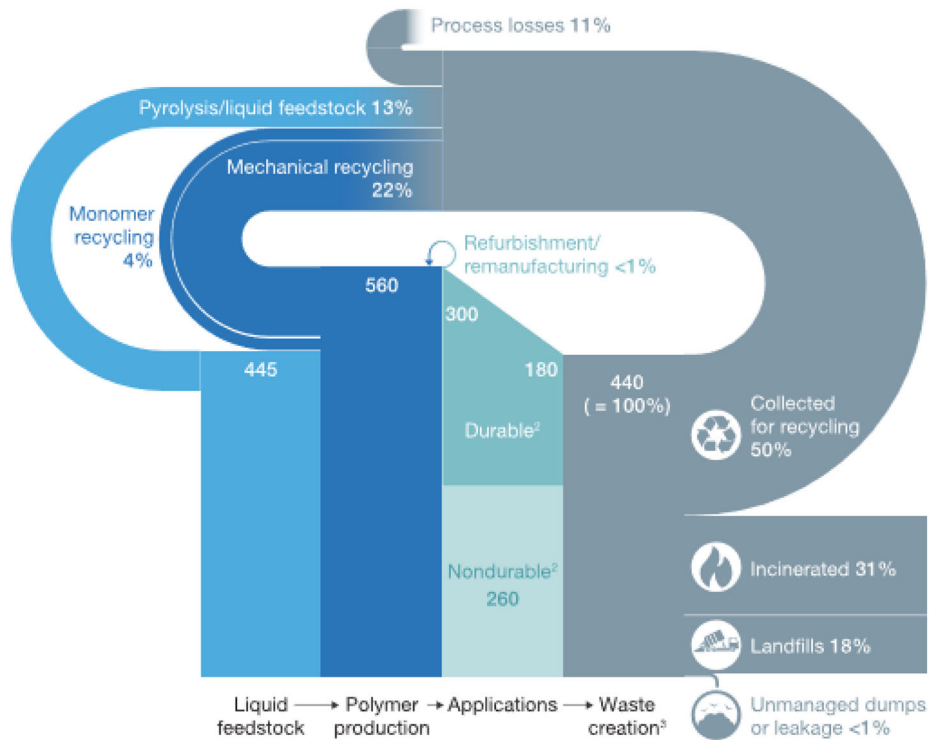 Process losses 11%
Pyrolysis/liquid feedstock 13%
Mechanical recycling
22%
Monomer
recycling
4%
Refurbishment/
remanufacturing <1%
560
300
445
180
440
( = 100%)
Durable²
Collected
for recycling
50%
Nondurable²
260
Incinerated 31%
Landfills 18%
Unmanaged dumps
or leakage <1%
Liquid
feedstock
Polymer
production
Applications
Waste
creation³